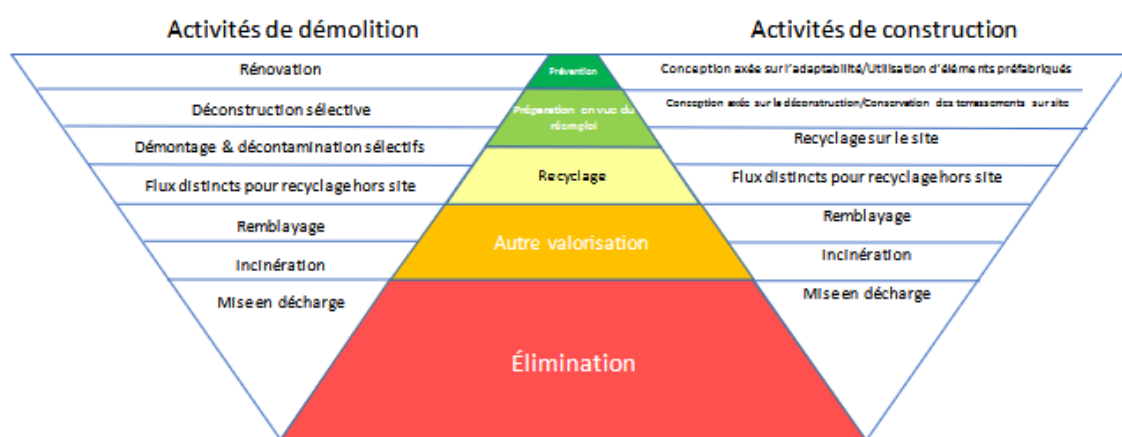 Activités de démolition
Activités de construction
Rénovation
Déconstruction sélective
Démontage & décontamination sélectifs
Flux distincts pour recyclage hors site
Remblayage
Incinération
Mise en décharge
Prévention
Préparation en vue du
réemploi
Recyclage
Autre valorisation
Élimination
Conception axée sur l'adaptabilité/Utilisation d'éléments préfabriqués
Conception axée sur la déconstruction/Conservation des terrassements sur site
Recyclage sur le site
Flux distincts pour recyclage hors site
Remblayage
Incinération
Mise en décharge